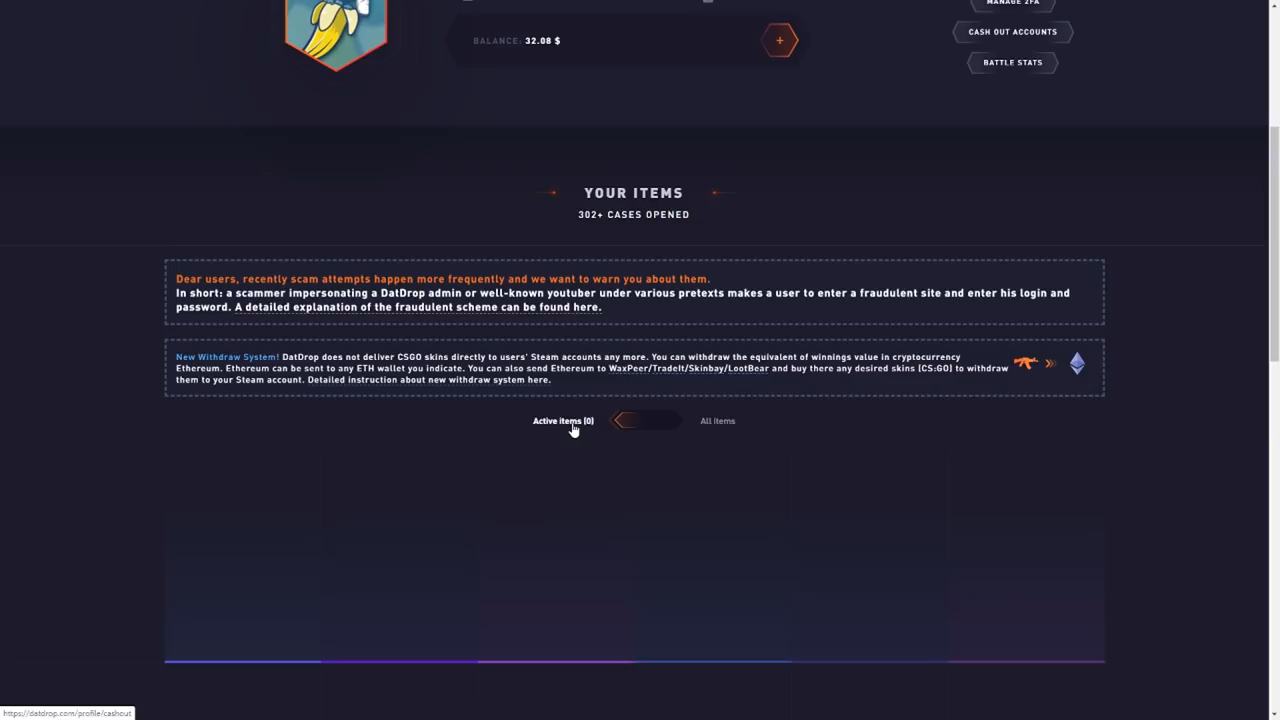 MANAGE 2FA
BALANCE: 32.08 $
+
CASH OUT ACCOUNTS
BATTLE STATS
YOUR ITEMS
302+ CASES OPENED
Dear users, recently scam attempts happen more frequently and we want to warn you about them.
In short: a scammer impersonating a DatDrop admin or well-known youtuber under various pretexts makes a user to enter a fraudulent site and enter his login and
password. A detailed explanation of the fraudulent scheme can be found here.
New Withdraw System! DatDrop does not deliver CSGO skins directly to users' Steam accounts any more. You can withdraw the equivalent of winnings value in cryptocurrency
Ethereum. Ethereum can be sent to any ETH wallet you indicate. You can also send Ethereum to WaxPeer/TradeIt/Skinbay/LootBear and buy there any desired skins (CS:GO) to withdraw
them to your Steam account. Detailed instruction about new withdraw system here.
Active items (0)
All items
https://datdrop.com/profile/cashout